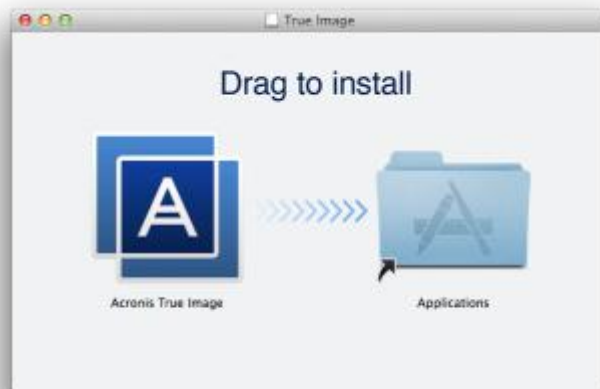 True Image
Drag to install
A
Acronis True Image
Applications